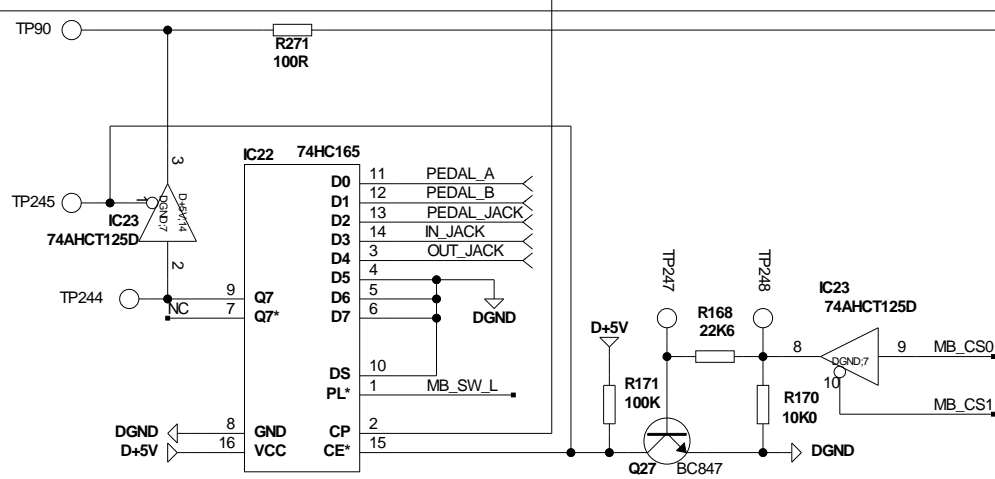 TP90
R271
100R
3
IC22
74HC165
D0
11
PEDAL_A
D1
12
PEDAL_B
D2
13
PEDAL_JACK
D3
14
IN_JACK
D4
3
OUT_JACK
D5
4
D6
5
D7
6
DGND
TP245
1
D+5V;14
DGND;7
IC23
74AHCT125D
2
TP244
9
Q7
NC
7
Q7*
DS
10
PL*
1
MB_SW_L
DGND
8
GND
D+5V
16
VCC
CP
2
CE*
15
D+5V
R171
100K
TP247
TP248
R168
22K6
IC23
74AHCT125D
8
DGND;7
9
MB_CS0
10
MB_CS1
R170
10K0
Q27
BC847
DGND